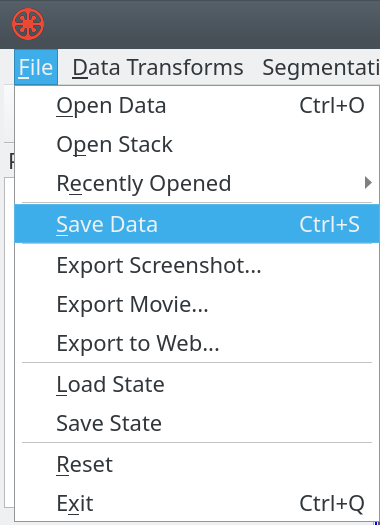 File Data Transforms Segmentati
Open Data Ctrl+O
Open Stack
Recently Opened
Save Data Ctrl+S
Export Screenshot...
Export Movie...
Export to Web...
Load State
Save State
Reset
Exit Ctrl+Q